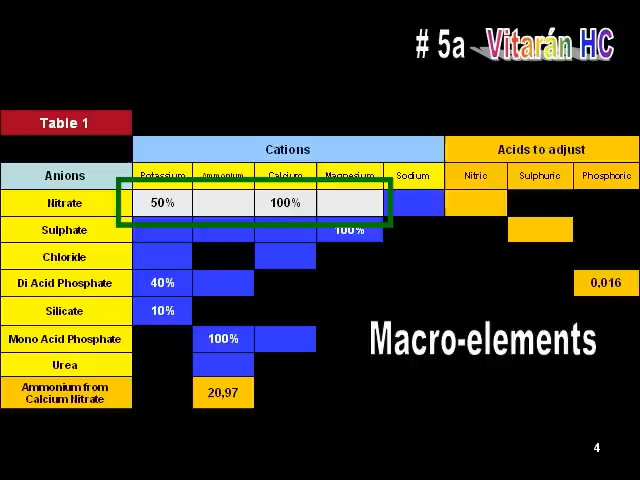 # 5a Vitarán HC
Table 1
Cations Acids to adjust
Anions Potassium Ammonium Calcium Magnesium Sodium Nitric Sulphuric Phosphoric
Nitrate 50% 100%
Sulphate 100%
Chloride
Di Acid Phosphate 40% 0,016
Silicate 10%
Mono Acid Phosphate 100%
Macro-elements
Urea
Ammonium from
Calcium Nitrate 20,97
4